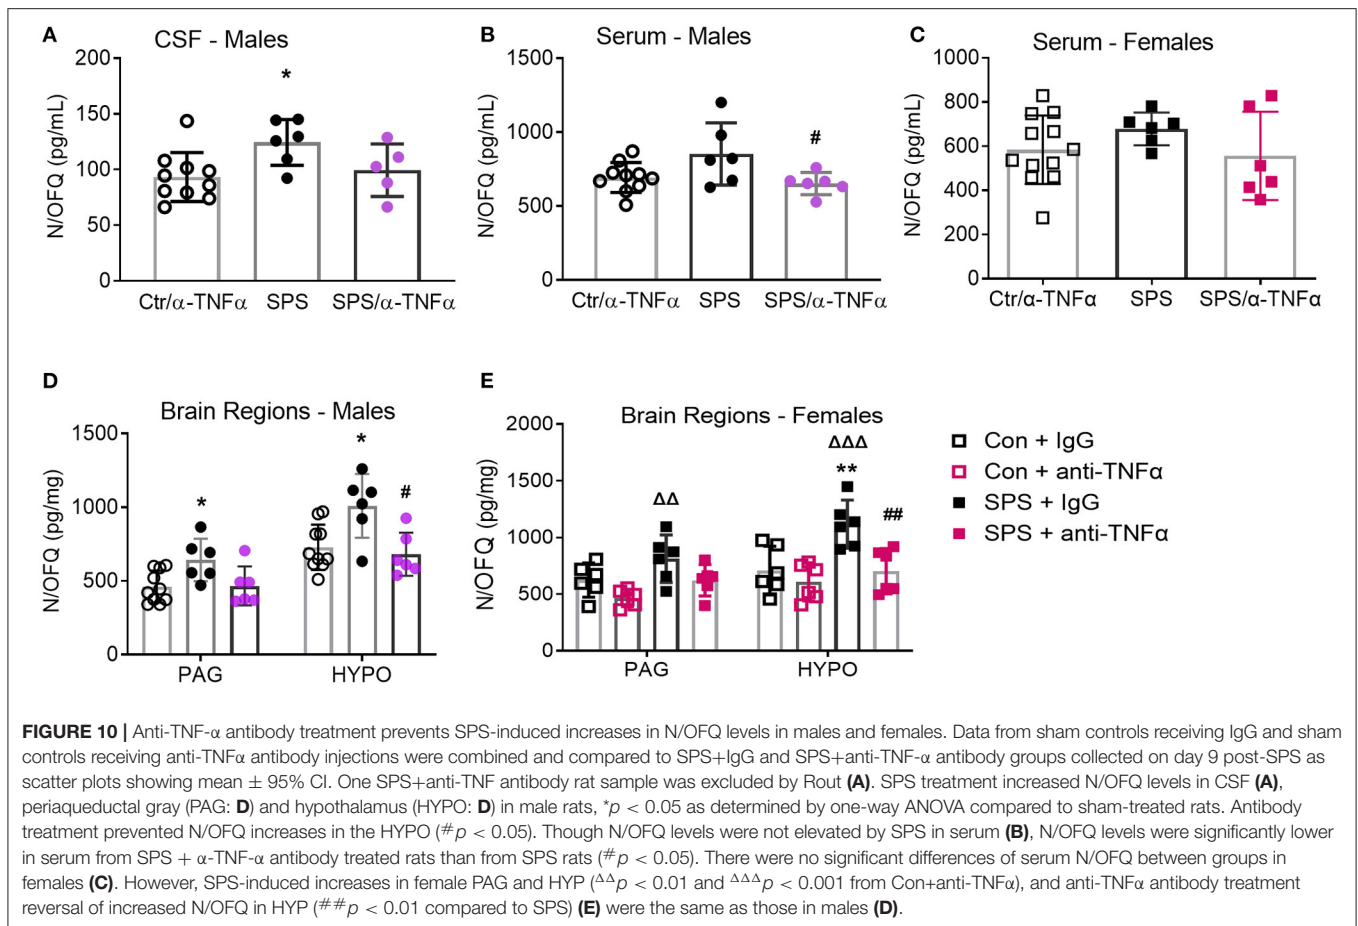 A
CSF - Males
N/OFQ (pg/mL)
200
150
100
50
0
*
Ctr/α-TNFα SPS SPS/α-TNFα
B
Serum - Males
N/OFQ (pg/mL)
1500
1000
500
0
#
Ctr/α-TNFα SPS SPS/α-TNFα
C
Serum - Females
N/OFQ (pg/mL)
1000
800
600
400
200
0
Ctr/α-TNFα SPS SPS/α-TNFα
D
Brain Regions - Males
N/OFQ (pg/mg)
1500
1000
500
0
*
*
#
PAG HYPO
E
Brain Regions - Females
N/OFQ (pg/mg)
2000
1500
1000
500
0
ΔΔ
ΔΔΔ
**
##
PAG HYPO
Con + IgG
Con + anti-TNFα
SPS + IgG
SPS + anti-TNFα
FIGURE 10 | Anti-TNF-α antibody treatment prevents SPS-induced increases in N/OFQ levels in males and females. Data from sham controls receiving IgG and sham
controls receiving anti-TNFα antibody injections were combined and compared to SPS+IgG and SPS+anti-TNF-α antibody groups collected on day 9 post-SPS as
scatter plots showing mean ± 95% CI. One SPS+anti-TNF antibody rat sample was excluded by Rout (A). SPS treatment increased N/OFQ levels in CSF (A),
periaqueductal gray (PAG: D) and hypothalamus (HYPO: D) in male rats, *p < 0.05 as determined by one-way ANOVA compared to sham-treated rats. Antibody
treatment prevented N/OFQ increases in the HYPO (#p < 0.05). Though N/OFQ levels were not elevated by SPS in serum (B), N/OFQ levels were significantly lower
in serum from SPS + α-TNF-α antibody treated rats than from SPS rats (#p < 0.05). There were no significant differences of serum N/OFQ between groups in
females (C). However, SPS-induced increases in female PAG and HYP (ΔΔp < 0.01 and ΔΔΔp < 0.001 from Con+anti-TNFα), and anti-TNFα antibody treatment
reversal of increased N/OFQ in HYP (##p < 0.01 compared to SPS) (E) were the same as those in males (D).